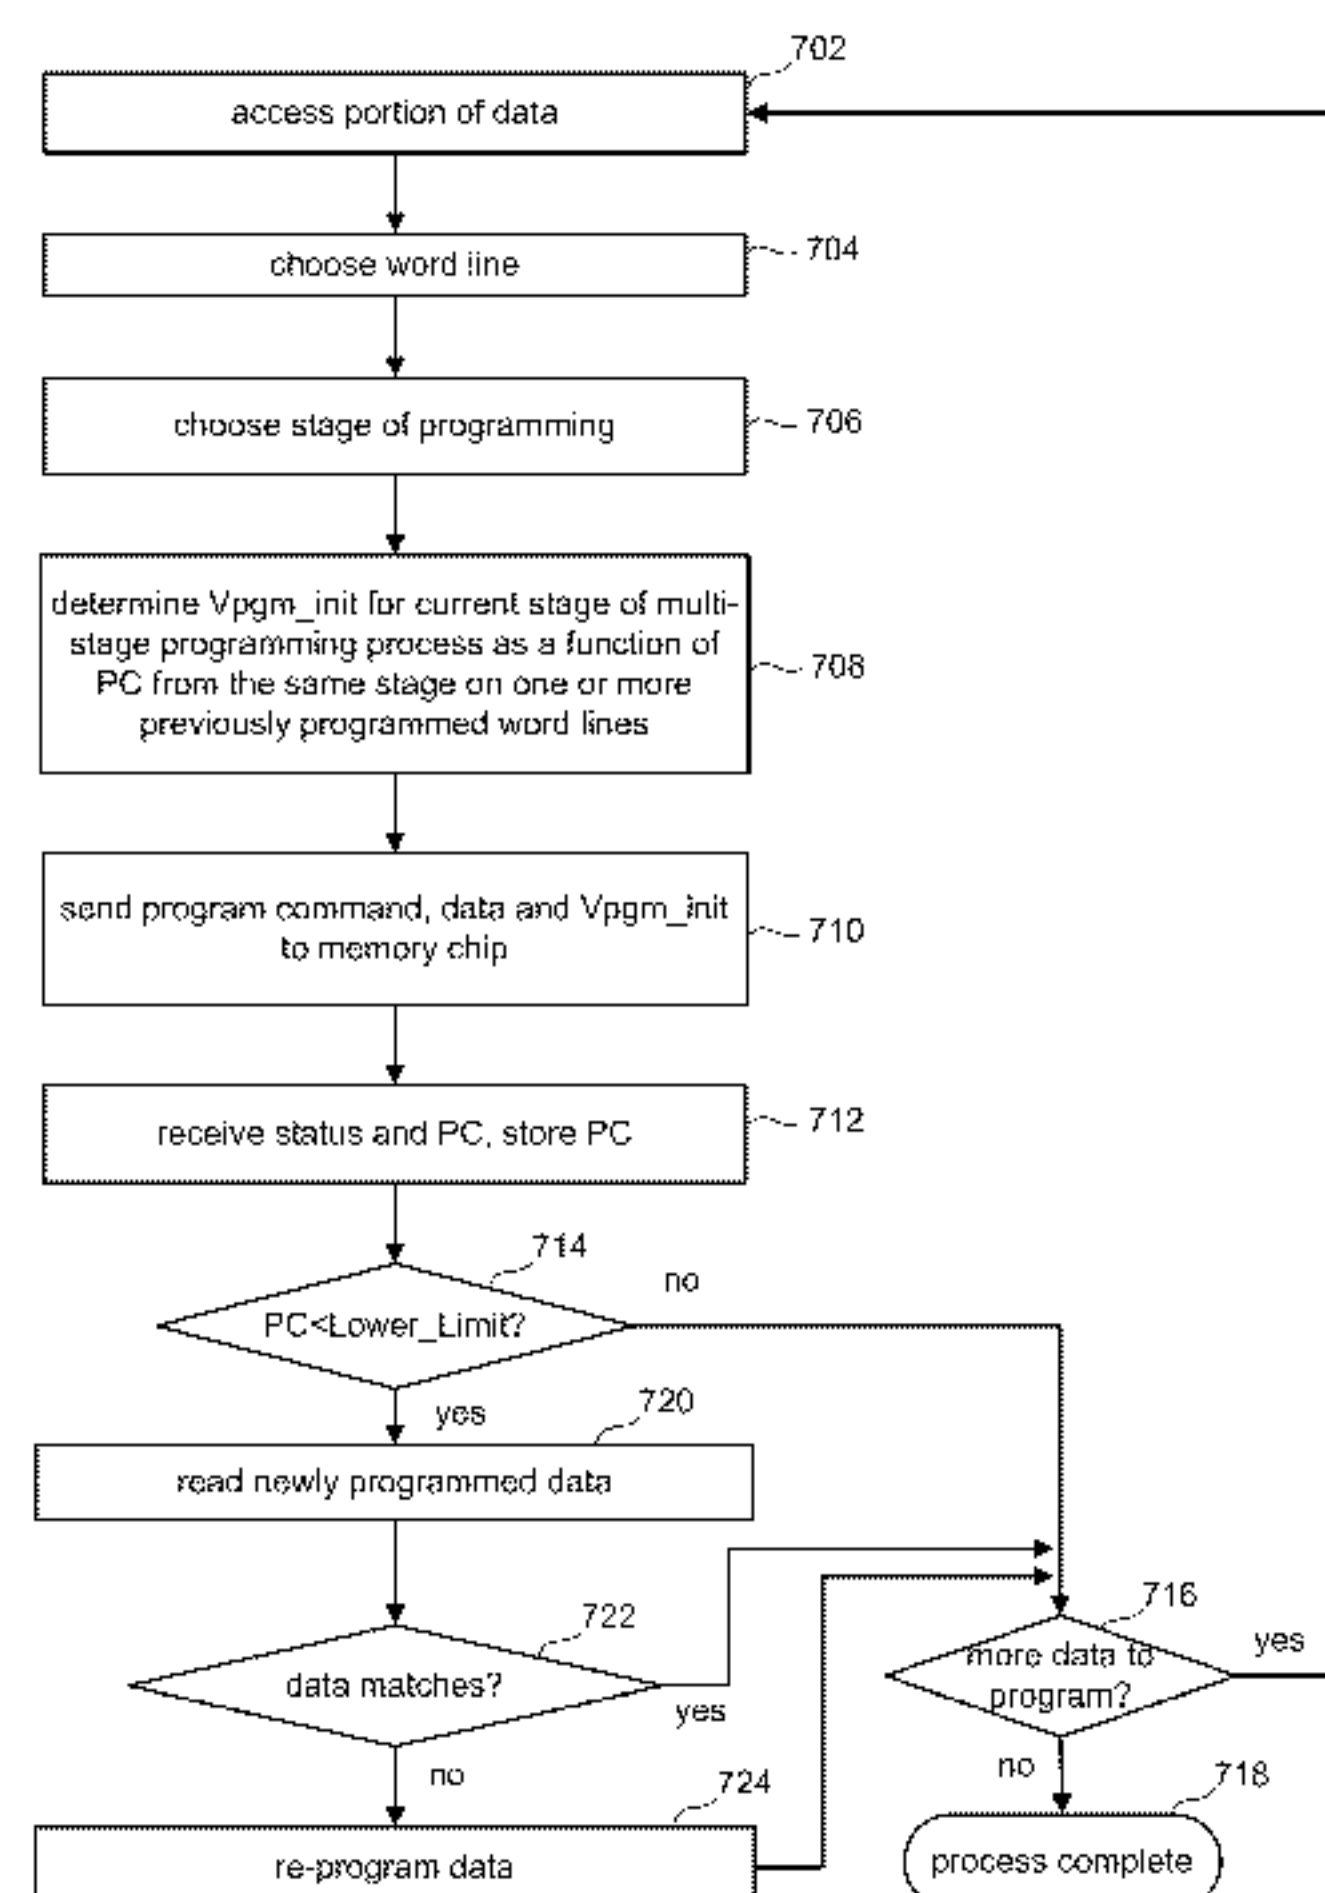 702
access portion of data
choose word line
704
choose stage of programming
706
determine Vpgm_init for current stage of multi-
stage programming process as a function of
PC from the same stage on one or more
previously programmed word lines
708
send program command, data and Vpgm_init
to memory chip
710
receive status and PC, store PC
712
714
PC<Lower_Limit?
no
yes
720
read newly programmed data
722
data matches?
yes
no
716
more data to
program?
yes
no
724
re-program data
718
process complete